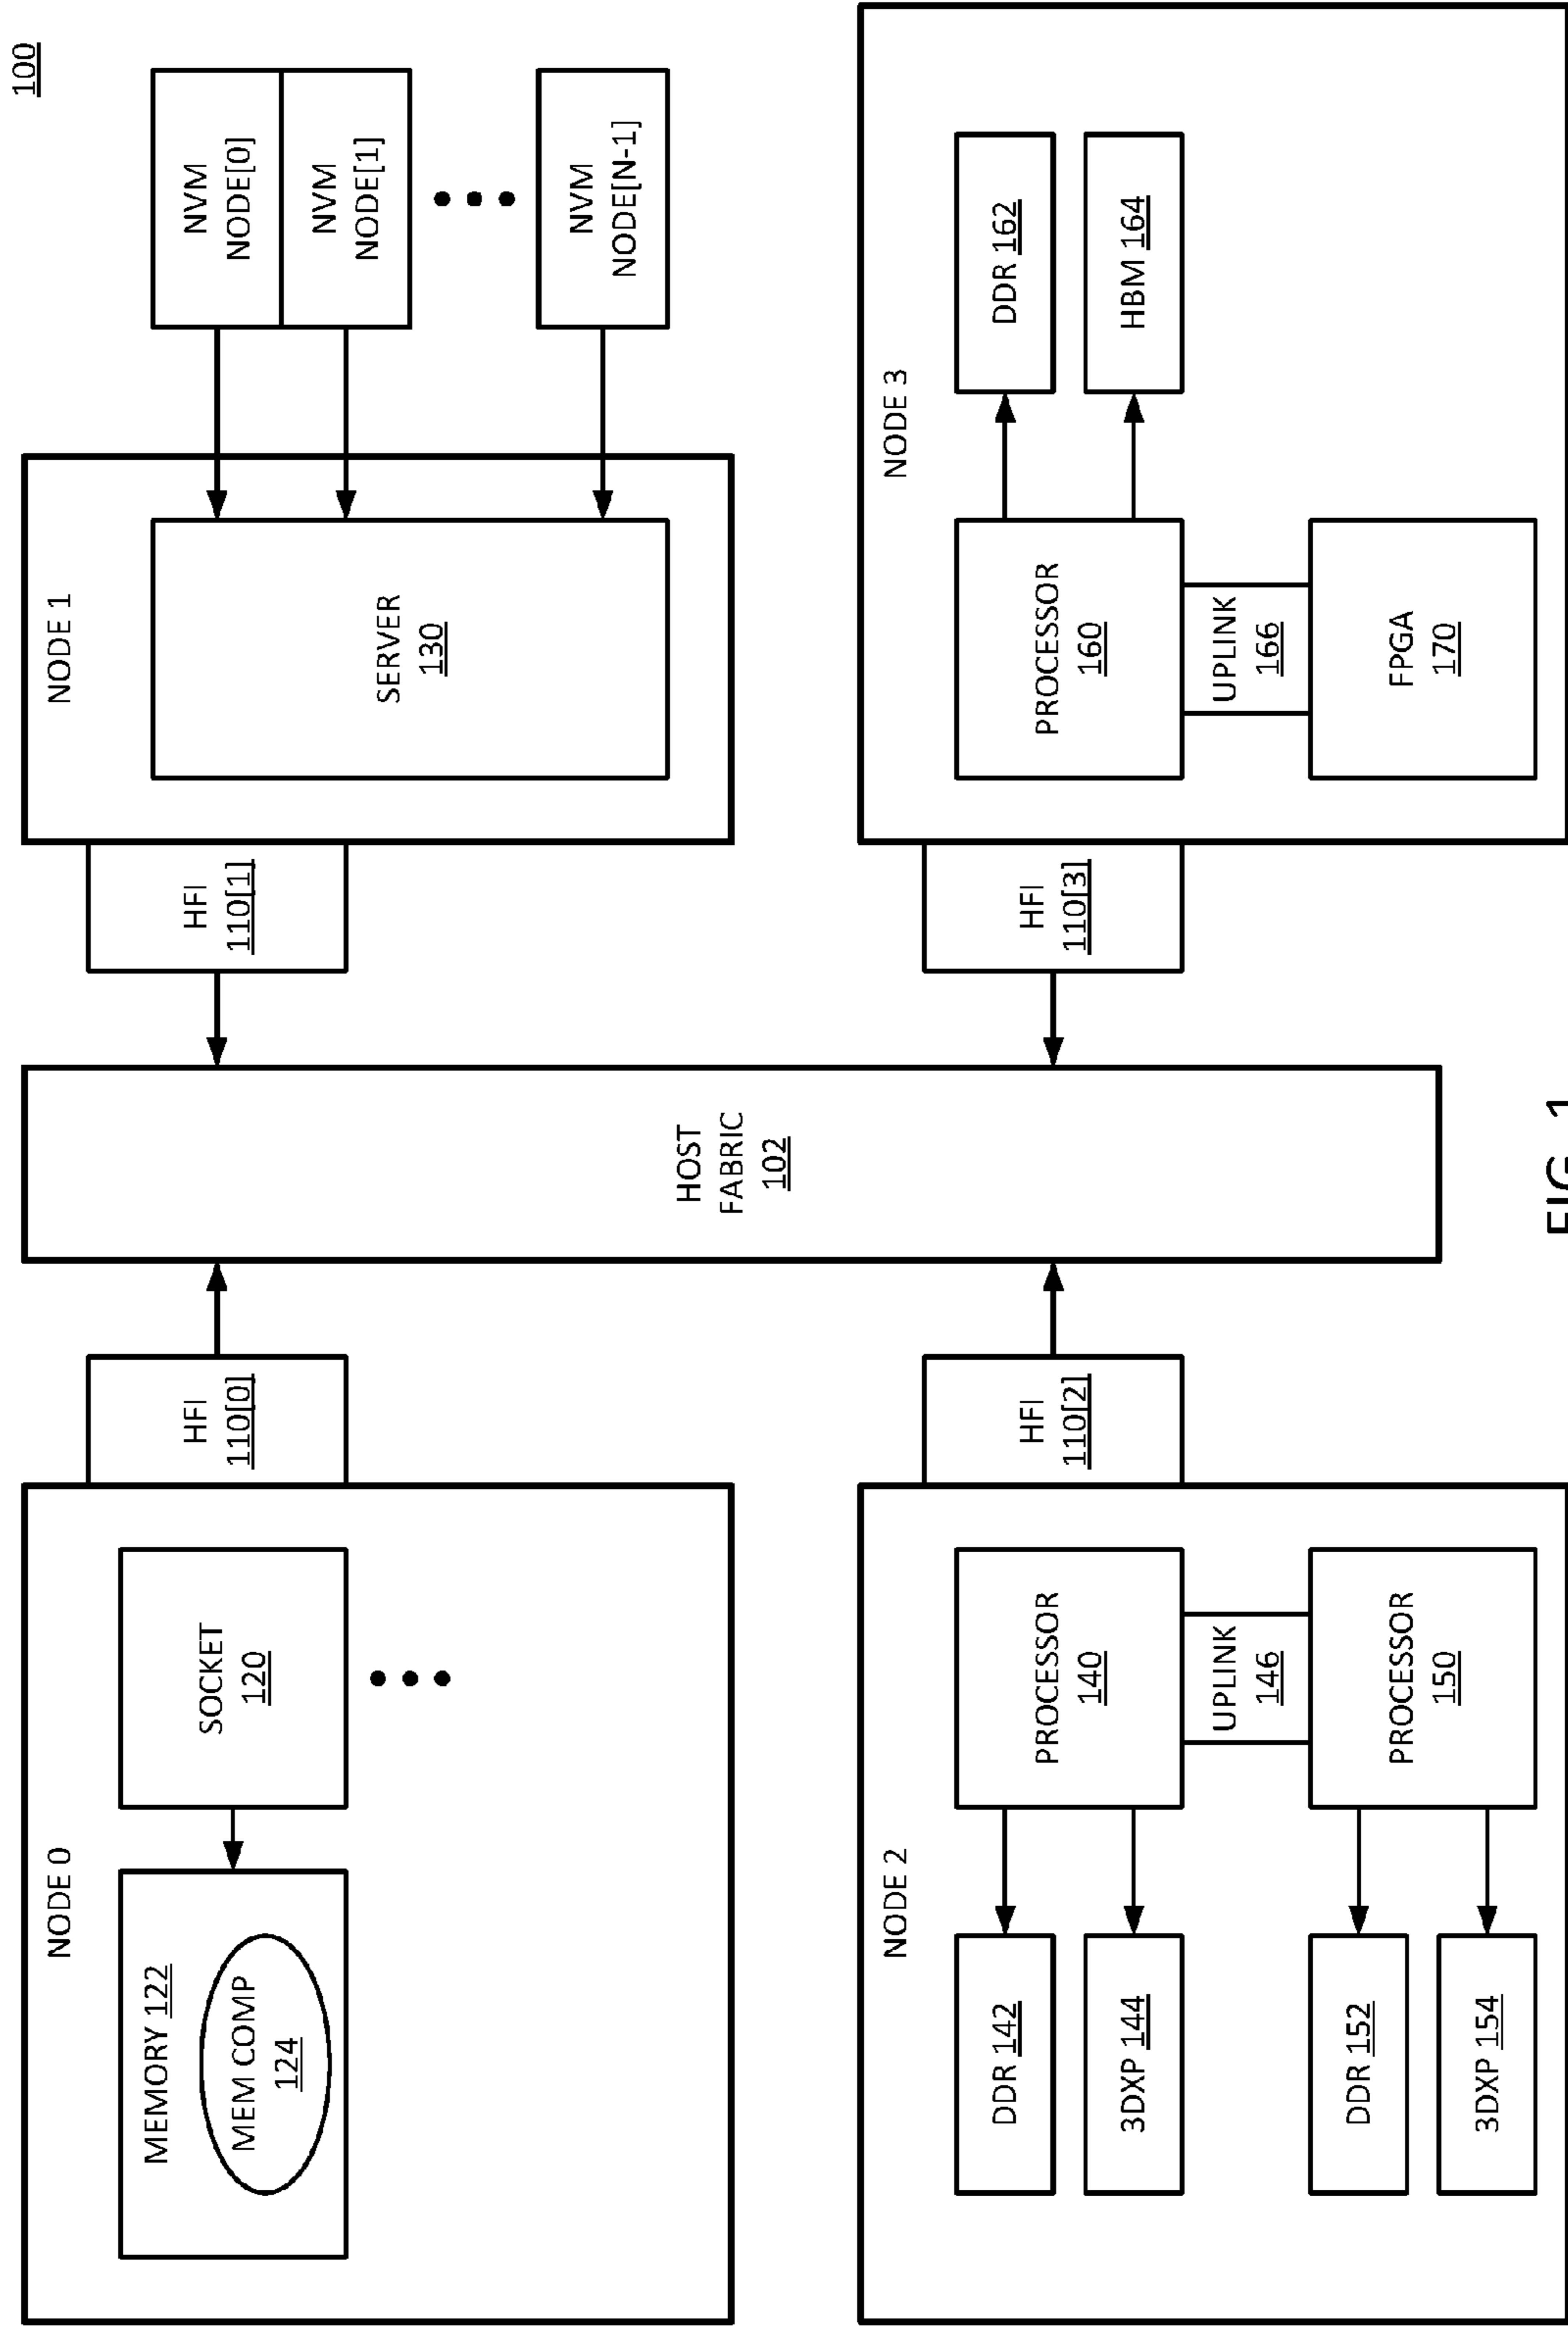 100
NODE 0
MEMORY 122
MEM COMP
124
SOCKET
120
HFI
110[0]
HOST
FABRIC
102
HFI
110[1]
NODE 1
SERVER
130
NVM
NODE[0]
NVM
NODE[1]
NVM
NODE[N-1]
NODE 2
DDR 142
3DXP 144
PROCESSOR
140
UPLINK
146
DDR 152
3DXP 154
PROCESSOR
150
HFI
110[2]
HFI
110[3]
NODE 3
PROCESSOR
160
DDR 162
HBM 164
UPLINK
166
FPGA
170
FIG. 1